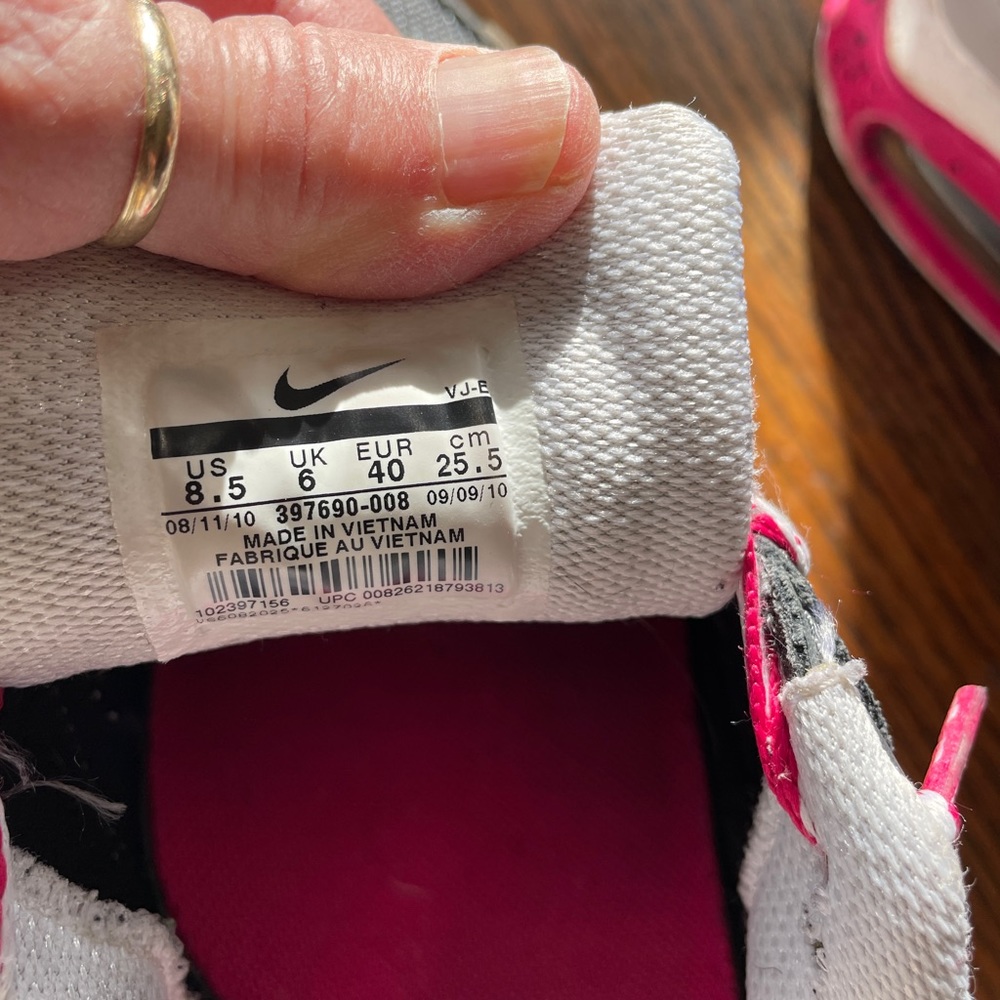 VJ-E
US UK EUR cm
8.5 6 40 25.5
08/11/10 397690-008 09/09/10
MADE IN VIETNAM
FABRIQUE AU VIETNAM
102397156 UPC 00826218793813